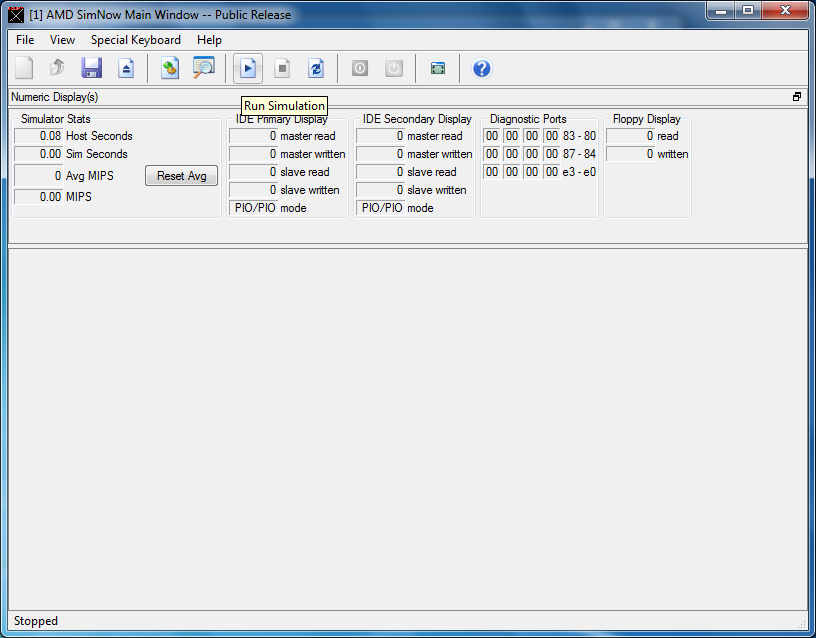 [1] AMD SimNow Main Window -- Public Release
File View Special Keyboard Help
Run Simulation
Numeric Display(s)
Simulator Stats
0.08 Host Seconds
0.00 Sim Seconds
0 Avg MIPS Reset Avg
0.00 MIPS
IDE Primary Display
0 master read
0 master written
0 slave read
0 slave written
PIO/PIO mode
IDE Secondary Display
0 master read
0 master written
0 slave read
0 slave written
PIO/PIO mode
Diagnostic Ports
00 00 00 00 83 - 80
00 00 00 00 87 - 84
00 00 00 00 e3 - e0
Floppy Display
0 read
0 written
Stopped